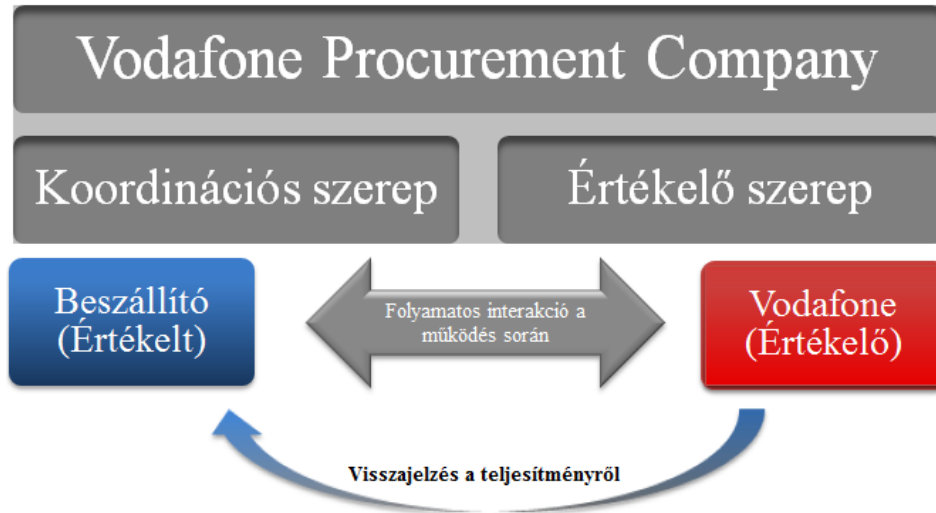 Vodafone Procurement Company
Koordinációs szerep
Értékelő szerep
Beszállító
(Értékelt)
Folyamatos interakció a
működés során
Vodafone
(Értékelő)
Visszajelzés a teljesítményről